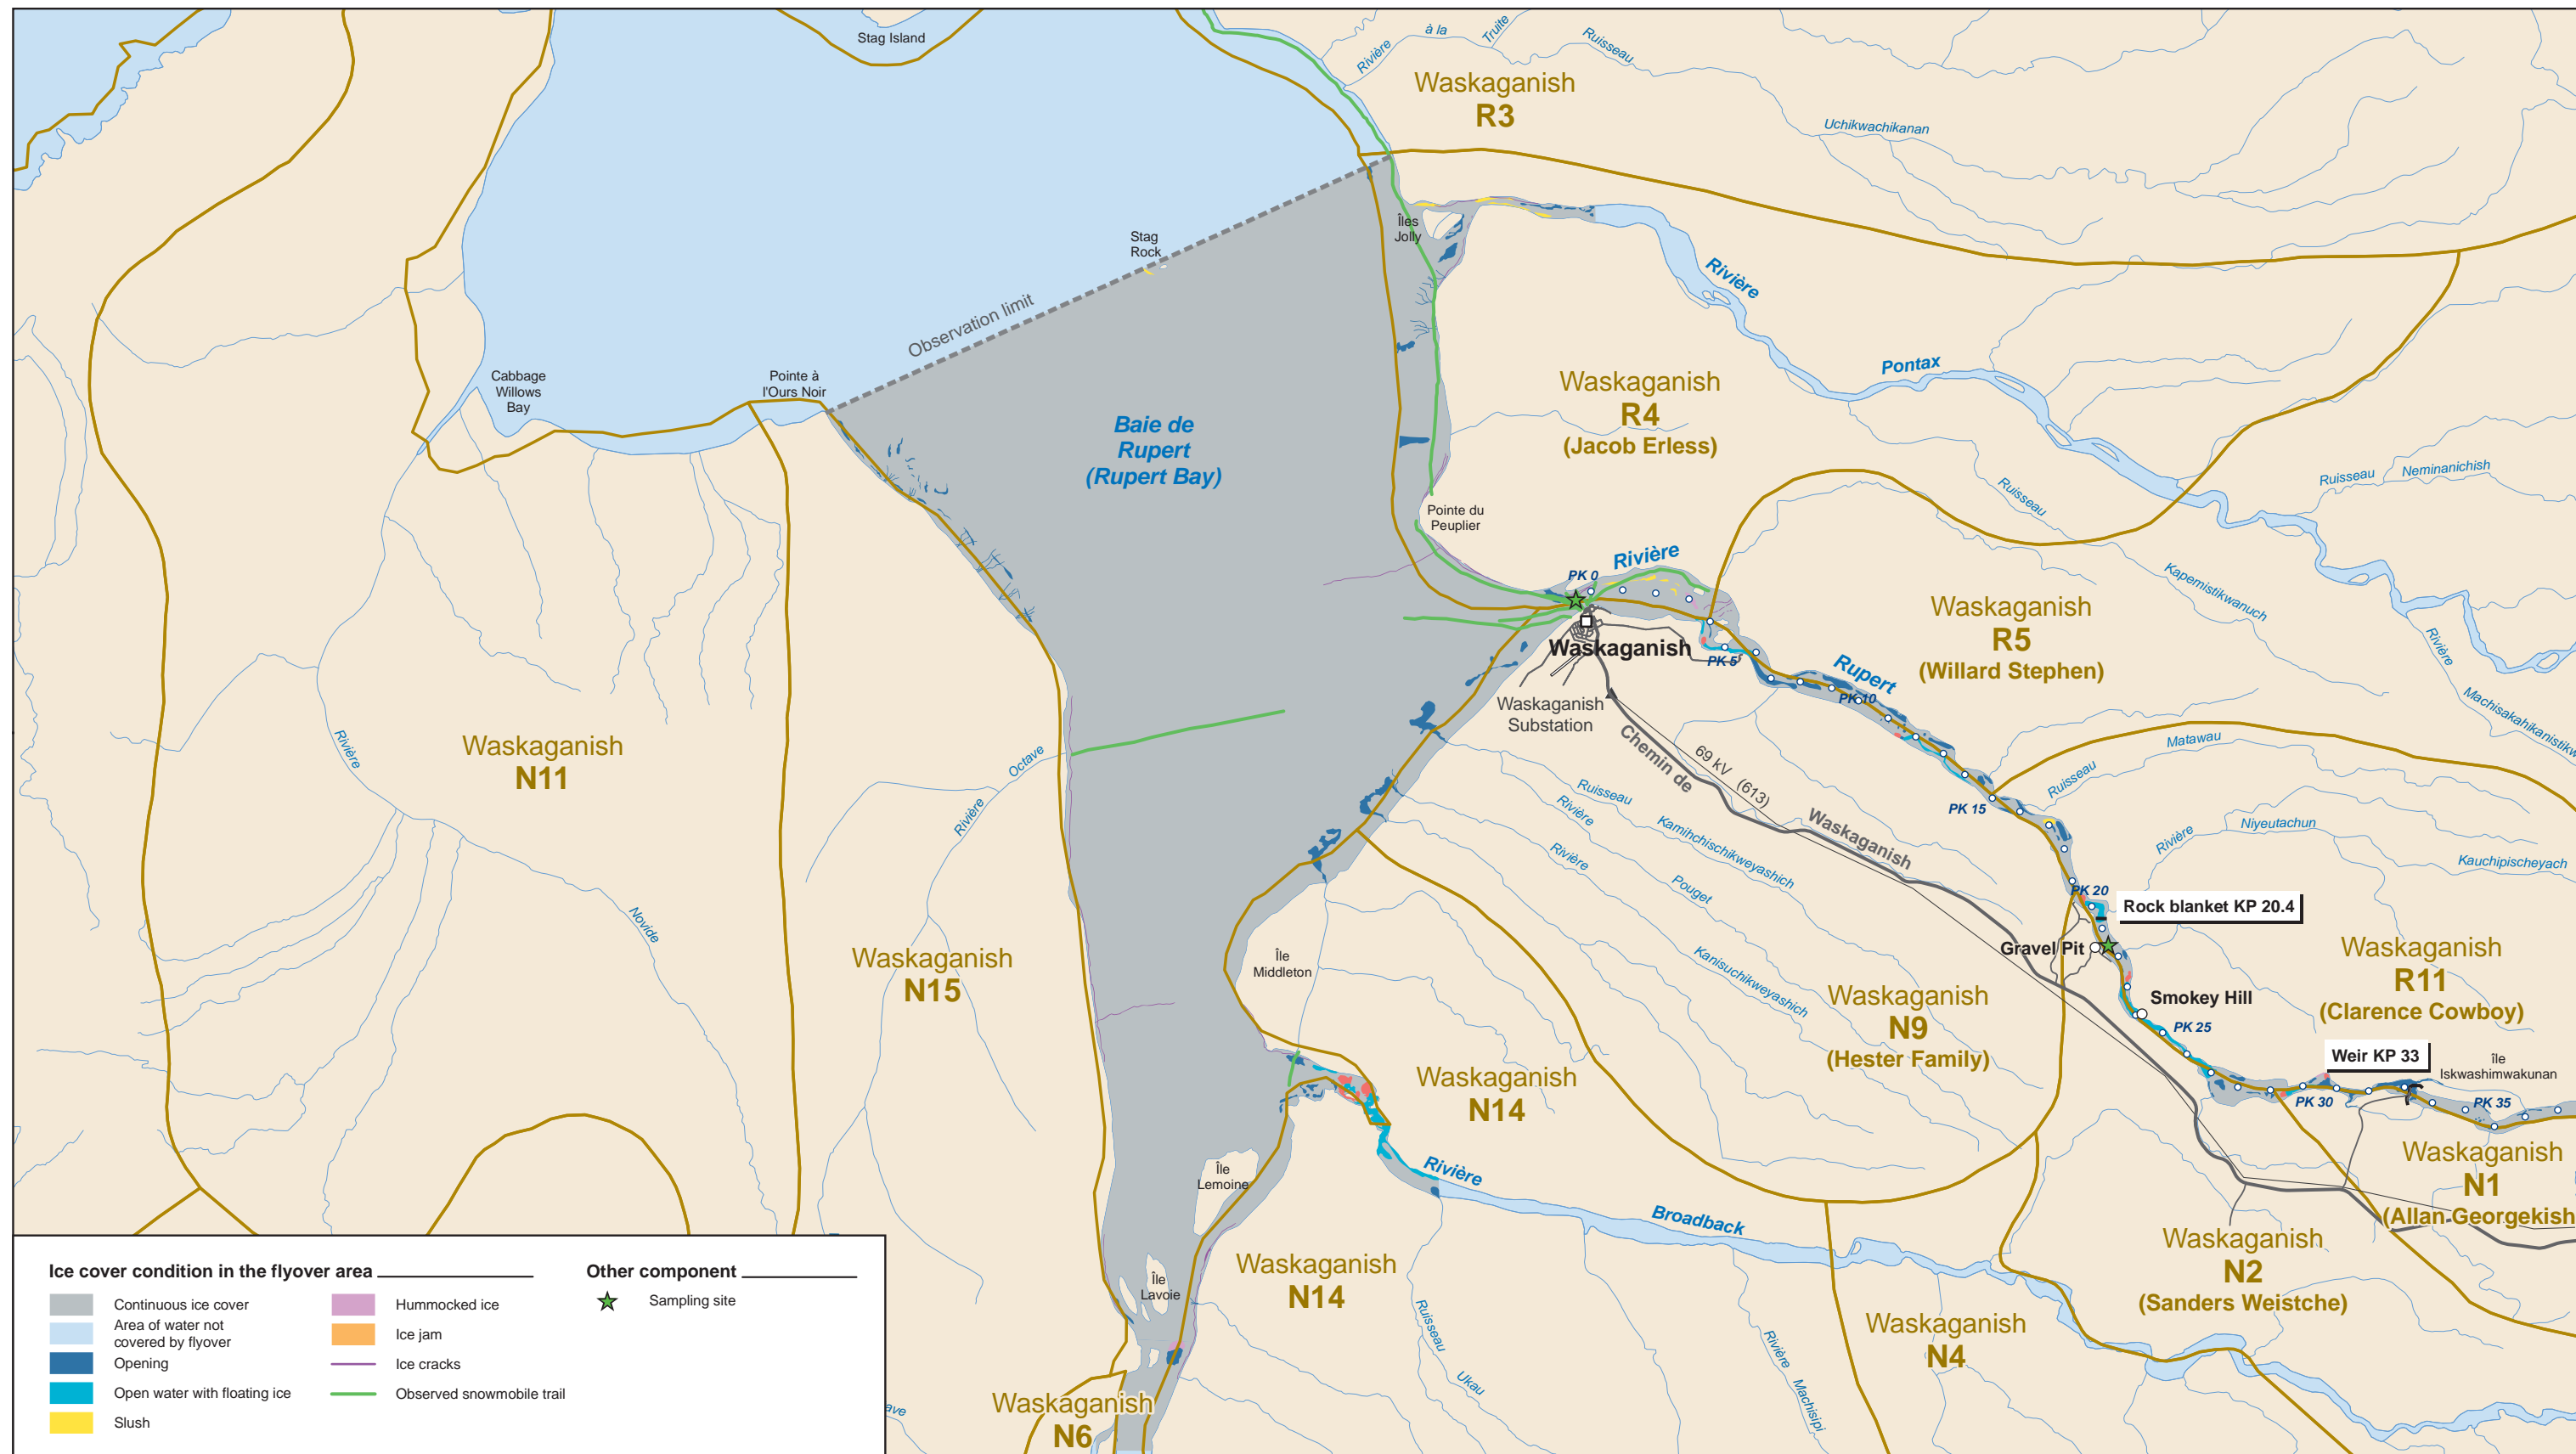 Stag Island
Rivière
à la
Truite
Ruisseau
Uchikwachikanan
Waskaganish
R3
Îles
Jolly
Stag
Rock
Observation limit
Rivière
Pontax
Cabbage
Willows
Bay
Pointe à
l'Ours Noir
Baie de
Rupert
(Rupert Bay)
Waskaganish
R4
(Jacob Erless)
Ruisseau
Neminanichish
Ruisseau
Kapemistikwanuch
Rivière
Pointe du
Peuplier
PK 0
Rivière
Waskaganish
PK 5
Rupert
PK 10
Waskaganish
R5
(Willard Stephen)
Waskaganish
Substation
Chemin de
Waskaganish
69 kV (613)
Matawau
Ruisseau
PK 15
Waskaganish
N11
Rivière
Novide
Octave
Rivière
Ruisseau
Kamihchischikweyashich
Rivière
Pouget
Rivière
Kanisuchikweyashich
Rivière
Niyeutachun
Kauchipischeyach
PK 20
Rock blanket KP 20.4
Gravel Pit
Smokey Hill
PK 25
Waskaganish
R11
(Clarence Cowboy)
Waskaganish
N15
Île
Middleton
Waskaganish
N9
(Hester Family)
Weir KP 33
île
Iskwashimwakunan
PK 30
PK 35
Waskaganish
N14
Île
Lemoine
Rivière
Broadback
Waskaganish
N1
(Allan Georgekish
Waskaganish
N2
(Sanders Weistche)
Waskaganish
N14
Île
Lavoie
Ruisseau
Ukau
Rivière
Machisipi
Waskaganish
N4
Waskaganish
N6
Ice cover condition in the flyover area
Continuous ice cover
Area of water not
covered by flyover
Opening
Open water with floating ice
Slush
Hummocked ice
Ice jam
Ice cracks
Observed snowmobile trail
Other component
Sampling site